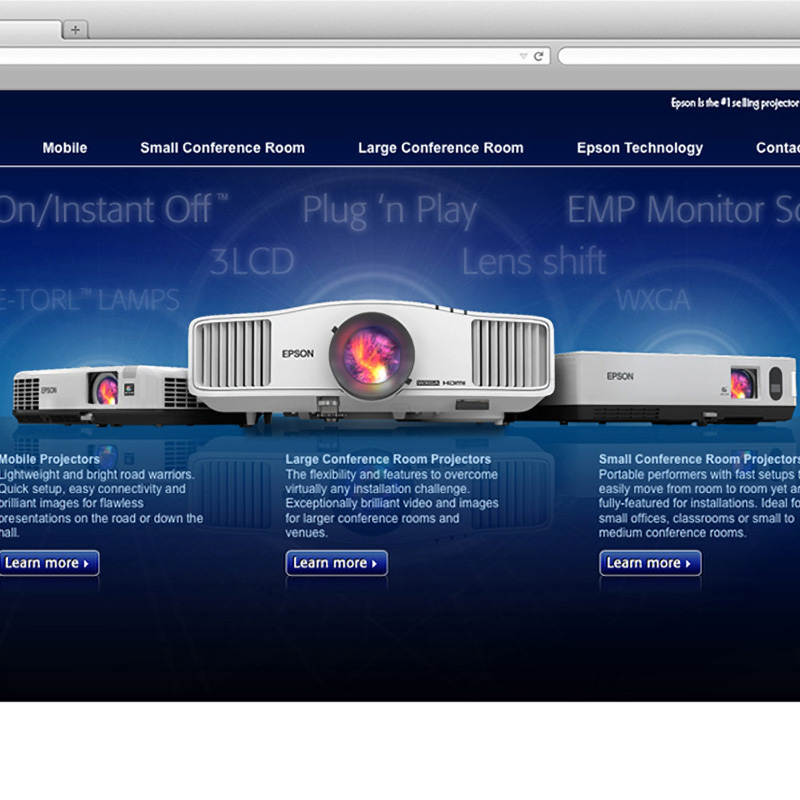 Epson is the #1 selling projector
Mobile Small Conference Room Large Conference Room Epson Technology Contac
On/Instant Off™ Plug 'n Play EMP Monitor So
3LCD Lens shift
E-TORL™ LAMPS WXGA
EPSON
EPSON
EPSON
WXGA HDMI
Mobile Projectors
Lightweight and bright road warriors.
Quick setup, easy connectivity and
brilliant images for flawless
presentations on the road or down the
hall.
Learn more
Large Conference Room Projectors
The flexibility and features to overcome
virtually any installation challenge.
Exceptionally brilliant video and images
for larger conference rooms and
venues.
Learn more
Small Conference Room Projectors
Portable performers with fast setups t
easily move from room to room yet ar
fully-featured for installations. Ideal fo
small offices, classrooms or small to
medium conference rooms.
Learn more